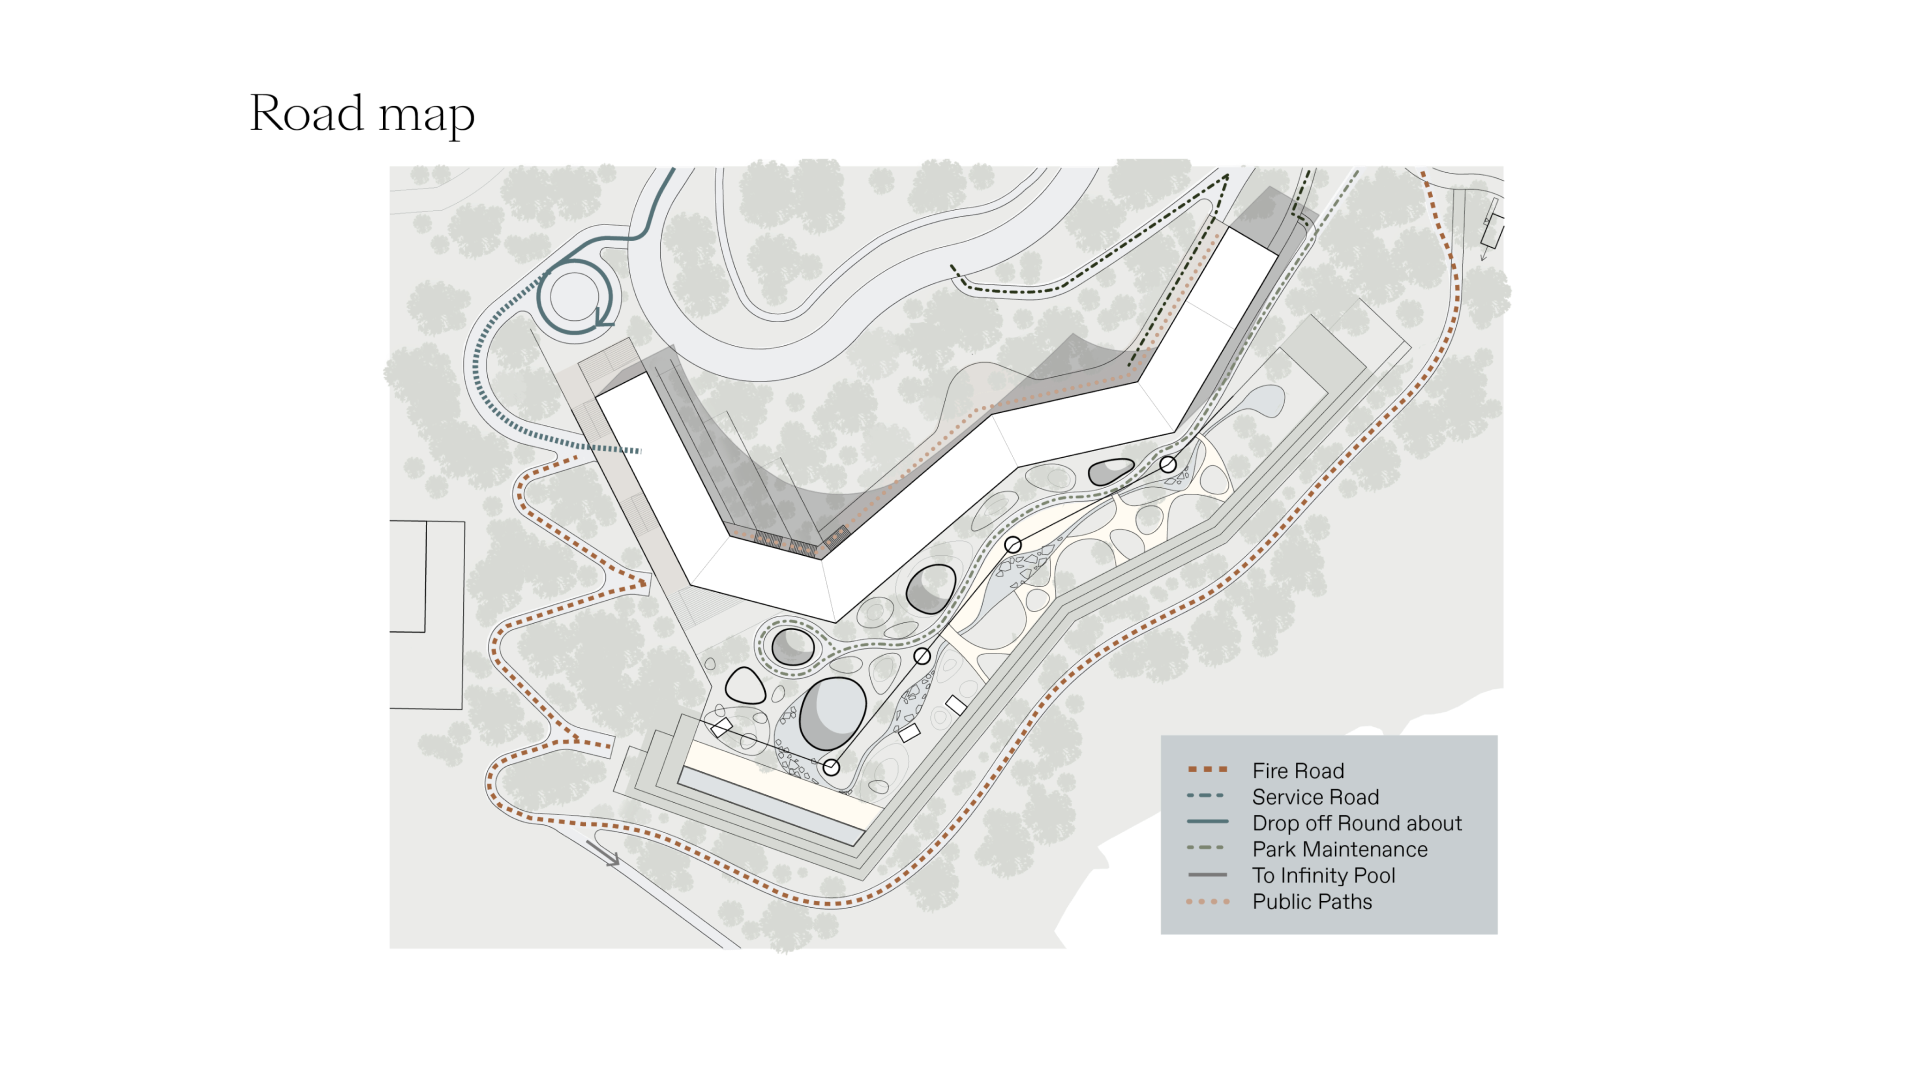 Road map
Fire Road
Service Road
Drop off Round about
Park Maintenance
To Infinity Pool
Public Paths